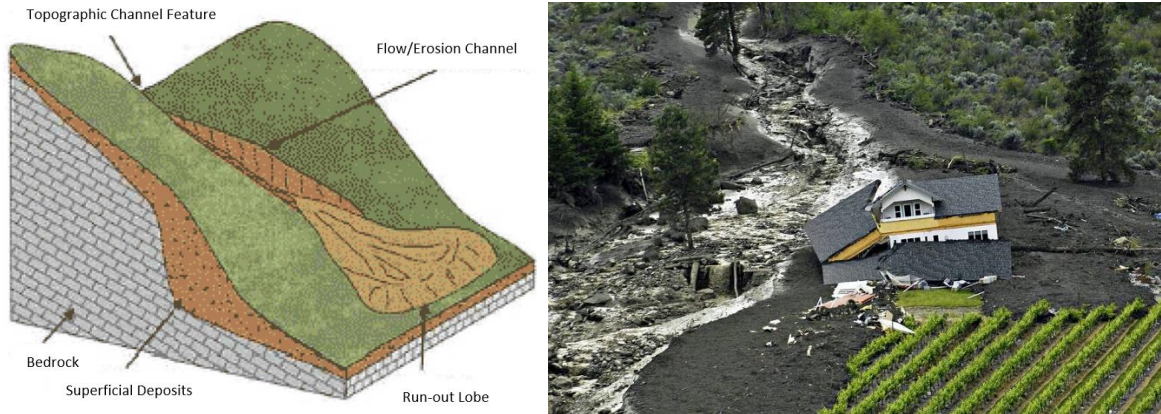 Topographic Channel Feature
Flow/Erosion Channel
Bedrock
Superficial Deposits
Run-out Lobe